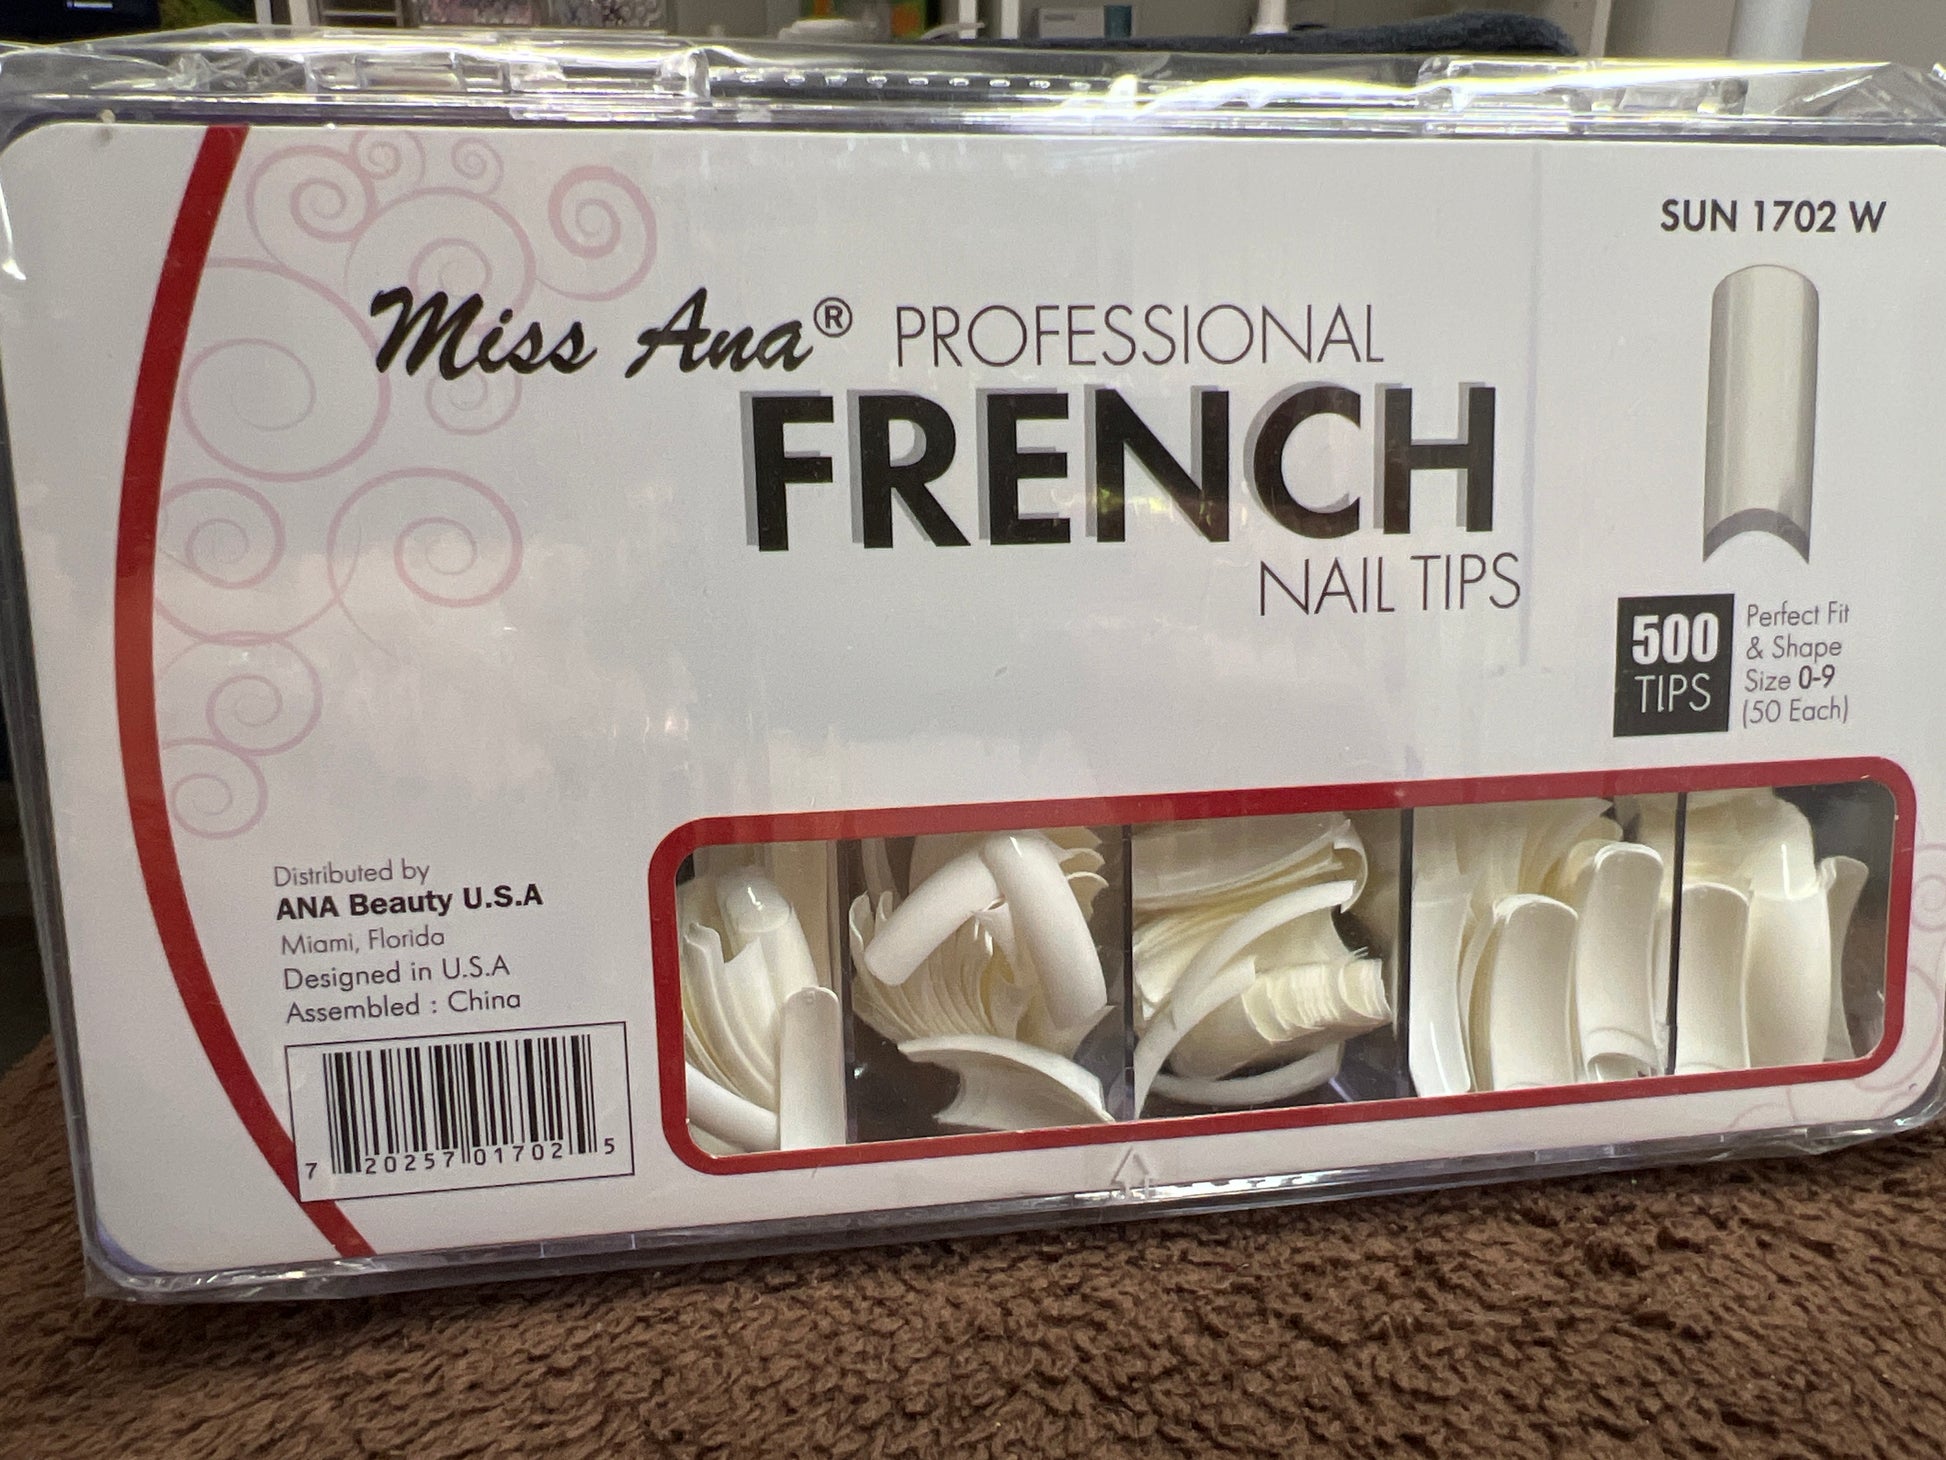 SUN 1702 W
Miss Ana® PROFESSIONAL
FRENCH
NAIL TIPS
500
TIPS
Perfect Fit
& Shape
Size 0-9
(50 Each)
Distributed by
ANA Beauty U.S.A
Miami, Florida
Designed in U.S.A
Assembled : China
7 20257 01702 5